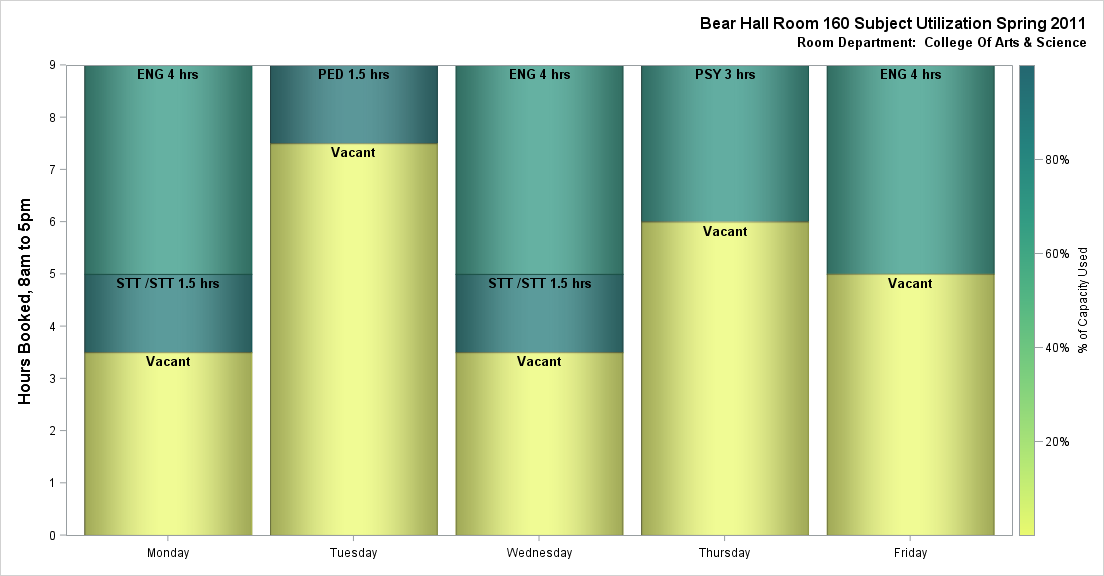 Bear Hall Room 160 Subject Utilization Spring 2011
Room Department:  College Of Arts & Science
Hours Booked, 8am to 5pm
9
8
7
6
5
4
3
2
1
0
ENG 4 hrs
STT /STT 1.5 hrs
Vacant
PED 1.5 hrs
Vacant
ENG 4 hrs
STT /STT 1.5 hrs
Vacant
PSY 3 hrs
Vacant
ENG 4 hrs
Vacant
Monday
Tuesday
Wednesday
Thursday
Friday
80%
60%
40%
20%
% of Capacity Used